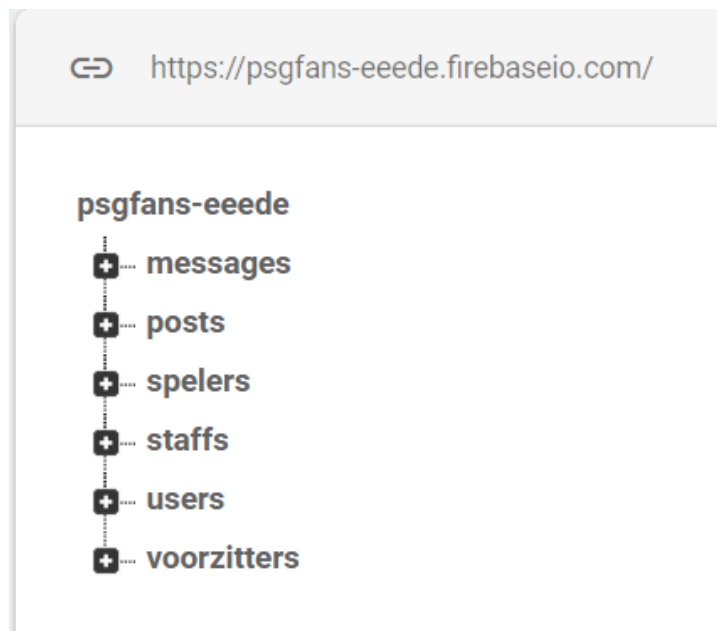 https://psgfans-eeede.firebaseio.com/
psgfans-eeede
messages
posts
spelers
staffs
users
voorzitters